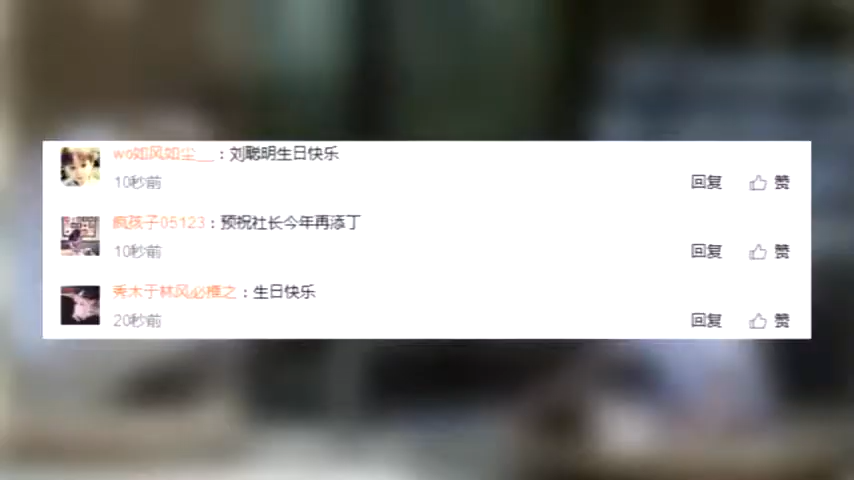 wo如风如尘__：刘聪明生日快乐
10秒前
回复 赞
疯孩子05123：预祝社长今年再添丁
10秒前
回复 赞
秀木于林风必摧之：生日快乐
20秒前
回复 赞